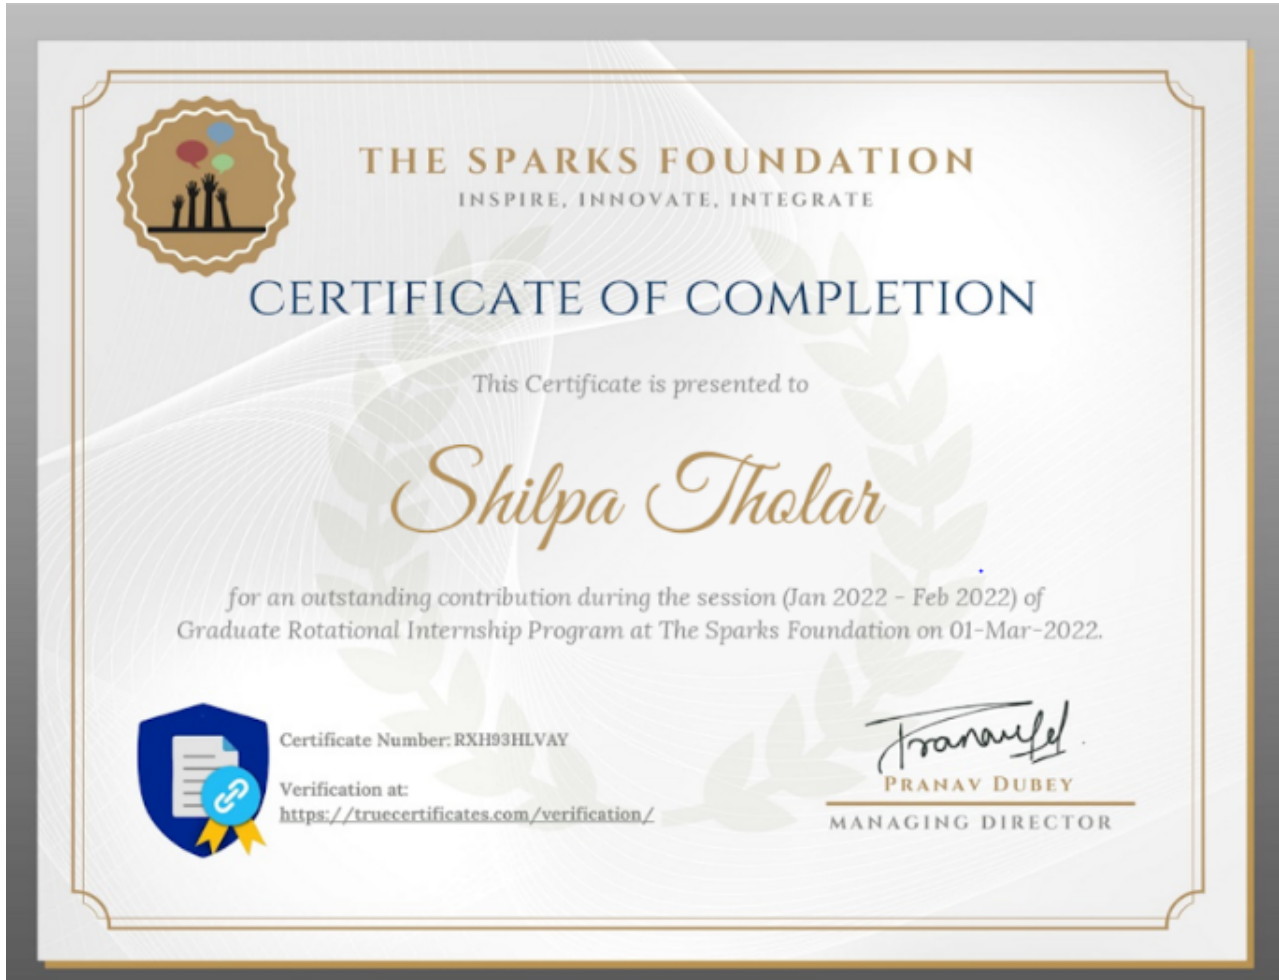 THE SPARKS FOUNDATION
INSPIRE, INNOVATE, INTEGRATE
CERTIFICATE OF COMPLETION
This Certificate is presented to
Shilpa Tholar
for an outstanding contribution during the session (Jan 2022 - Feb 2022) of
Graduate Rotational Internship Program at The Sparks Foundation on 01-Mar-2022.
Certificate Number: RXH93HLVAY
Verification at:
https://truecertificates.com/verification/
PRANAV DUBEY
MANAGING DIRECTOR